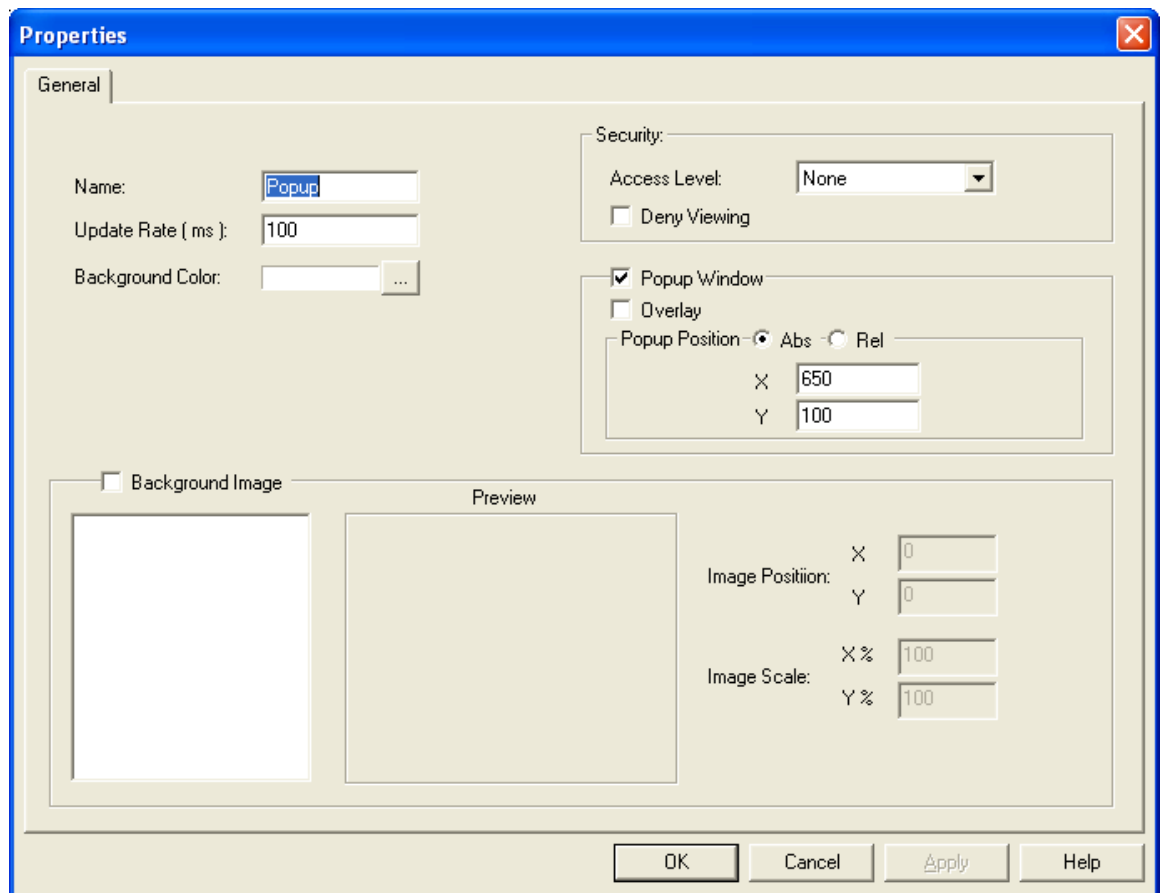 Properties
General
Name: Popup
Update Rate ( ms ): 100
Background Color: ...
Security:
Access Level: None
Deny Viewing
Popup Window
Overlay
Popup Position Abs Rel
X 650
Y 100
Background Image
Preview
Image Positiion:
X 0
Y 0
Image Scale:
X % 100
Y % 100
OK Cancel Apply Help